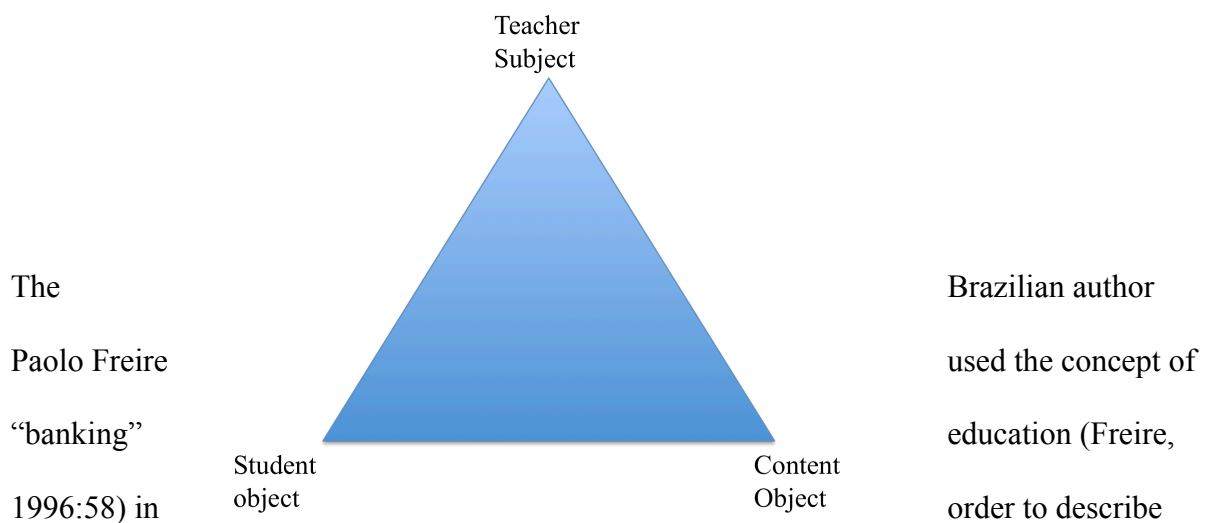 Teacher
Subject
The Brazilian author
Paolo Freire used the concept of
“banking” education (Freire,
Student
object
Content
Object
1996:58) in order to describe